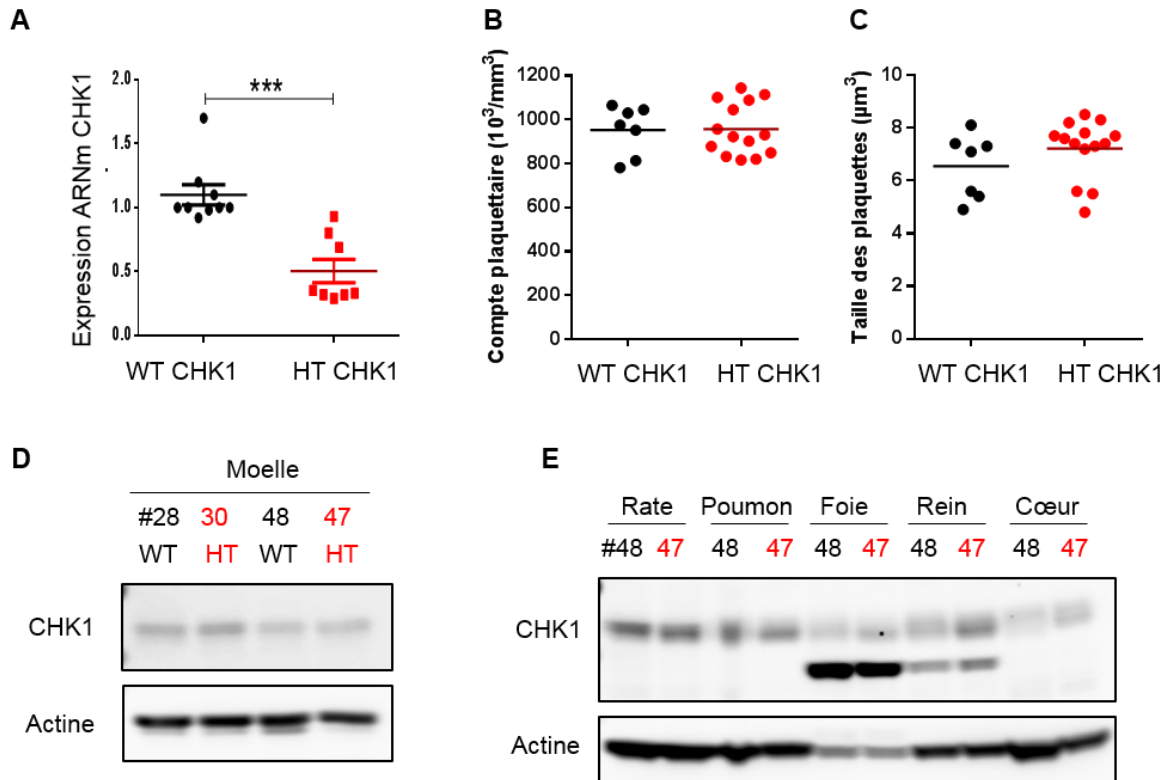 A
Expression ARNm CHK1
2.0
1.5
1.0
0.5
0.0
***
WT CHK1
HT CHK1
B
Compte plaquettaire (10³/mm³)
1200
1000
800
600
400
200
0
WT CHK1
HT CHK1
C
Taille des plaquettes (µm³)
10
8
6
4
2
0
WT CHK1
HT CHK1
D
Moelle
#28 30 48 47
WT HT WT HT
CHK1
Actine
E
Rate Poumon Foie Rein Cœur
#48 47 48 47 48 47 48 47 48 47
CHK1
Actine